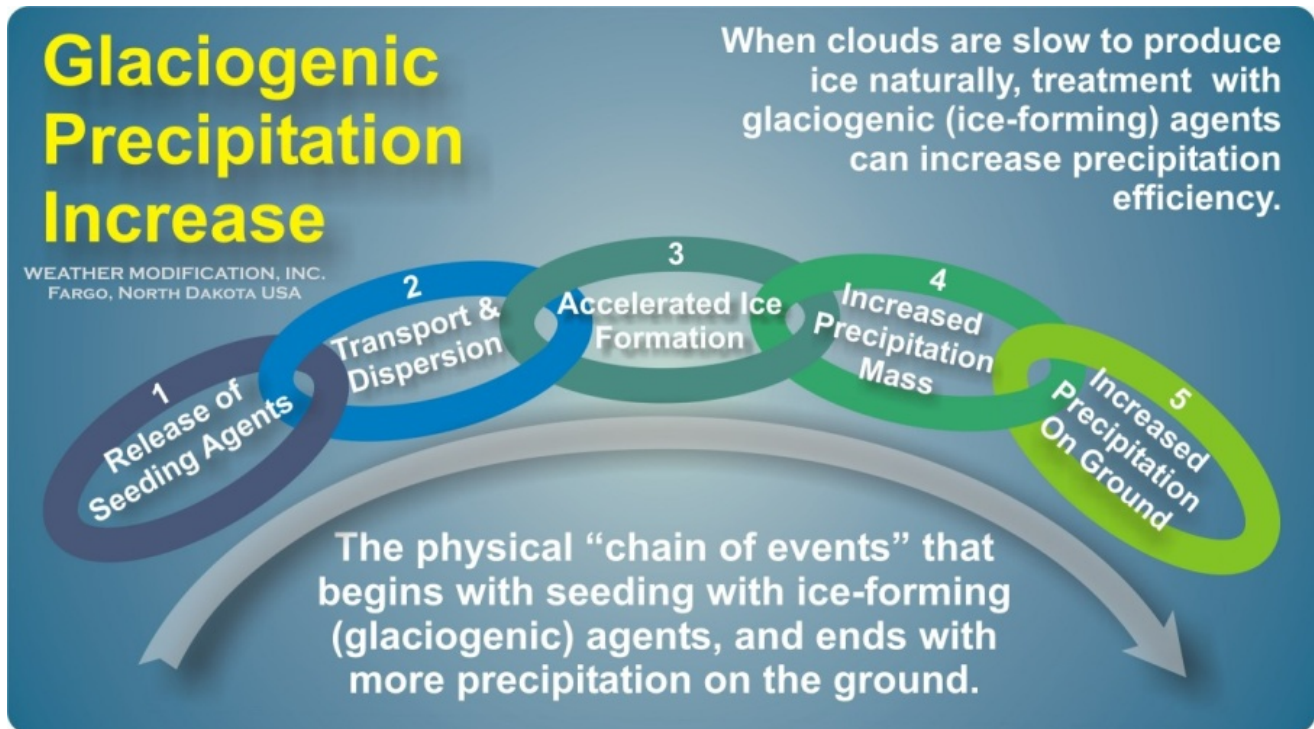 Glaciogenic
Precipitation
Increase
WEATHER MODIFICATION, INC.
FARGO, NORTH DAKOTA USA
When clouds are slow to produce
ice naturally, treatment with
glaciogenic (ice-forming) agents
can increase precipitation
efficiency.
1
Release of
Seeding Agents
2
Transport &
Dispersion
3
Accelerated Ice
Formation
4
Increased
Precipitation
Mass
5
Increased
Precipitation
On Ground
The physical “chain of events” that
begins with seeding with ice-forming
(glaciogenic) agents, and ends with
more precipitation on the ground.